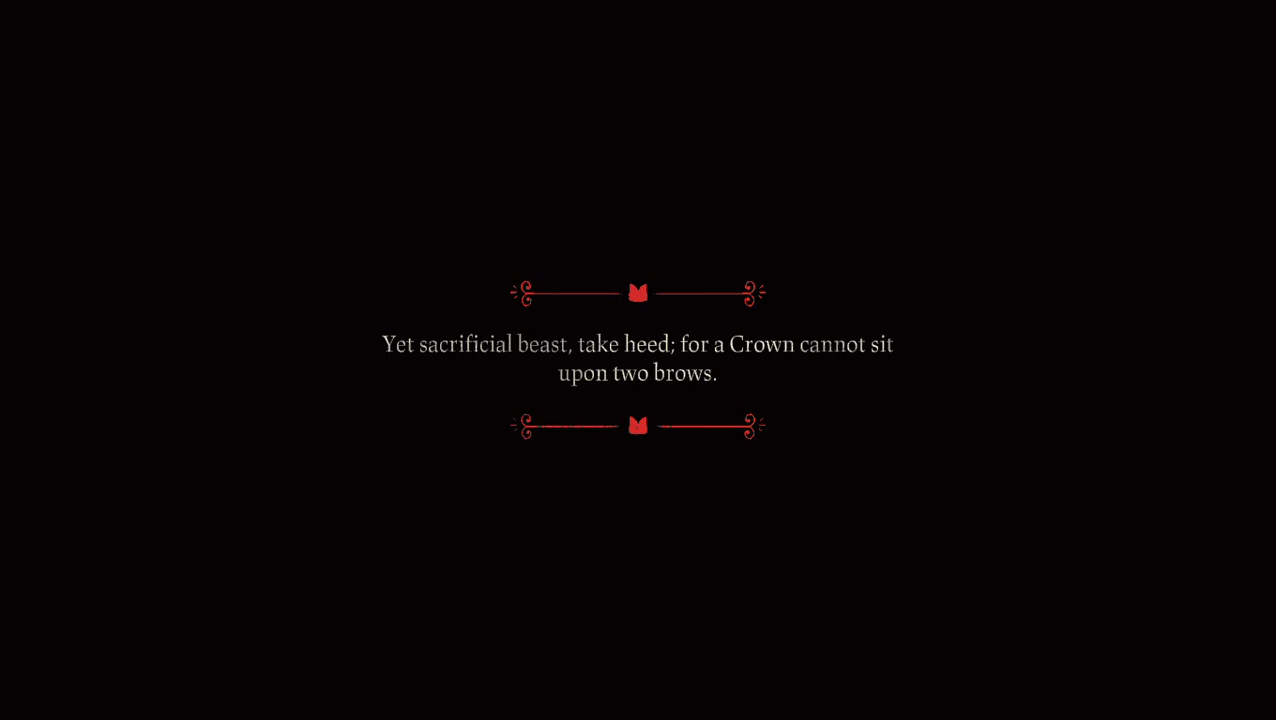 Yet sacrificial beast, take heed; for a Crown cannot sit
upon two brows.